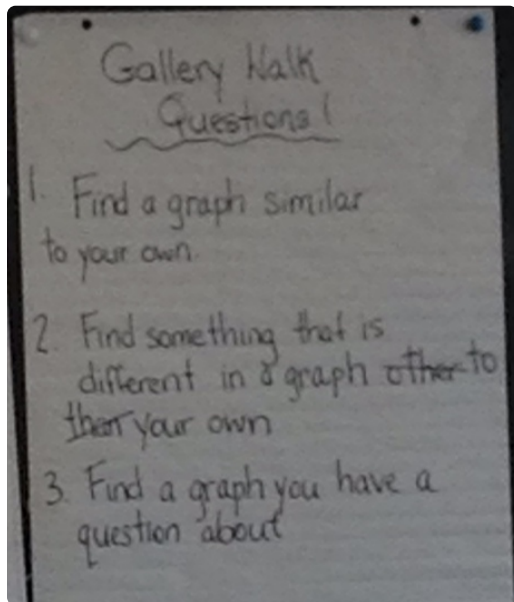 Gallery Walk
Questions!
1. Find a graph similar
to your own.
2. Find something that is
different in a graph other to
then your own
3. Find a graph you have a
question about